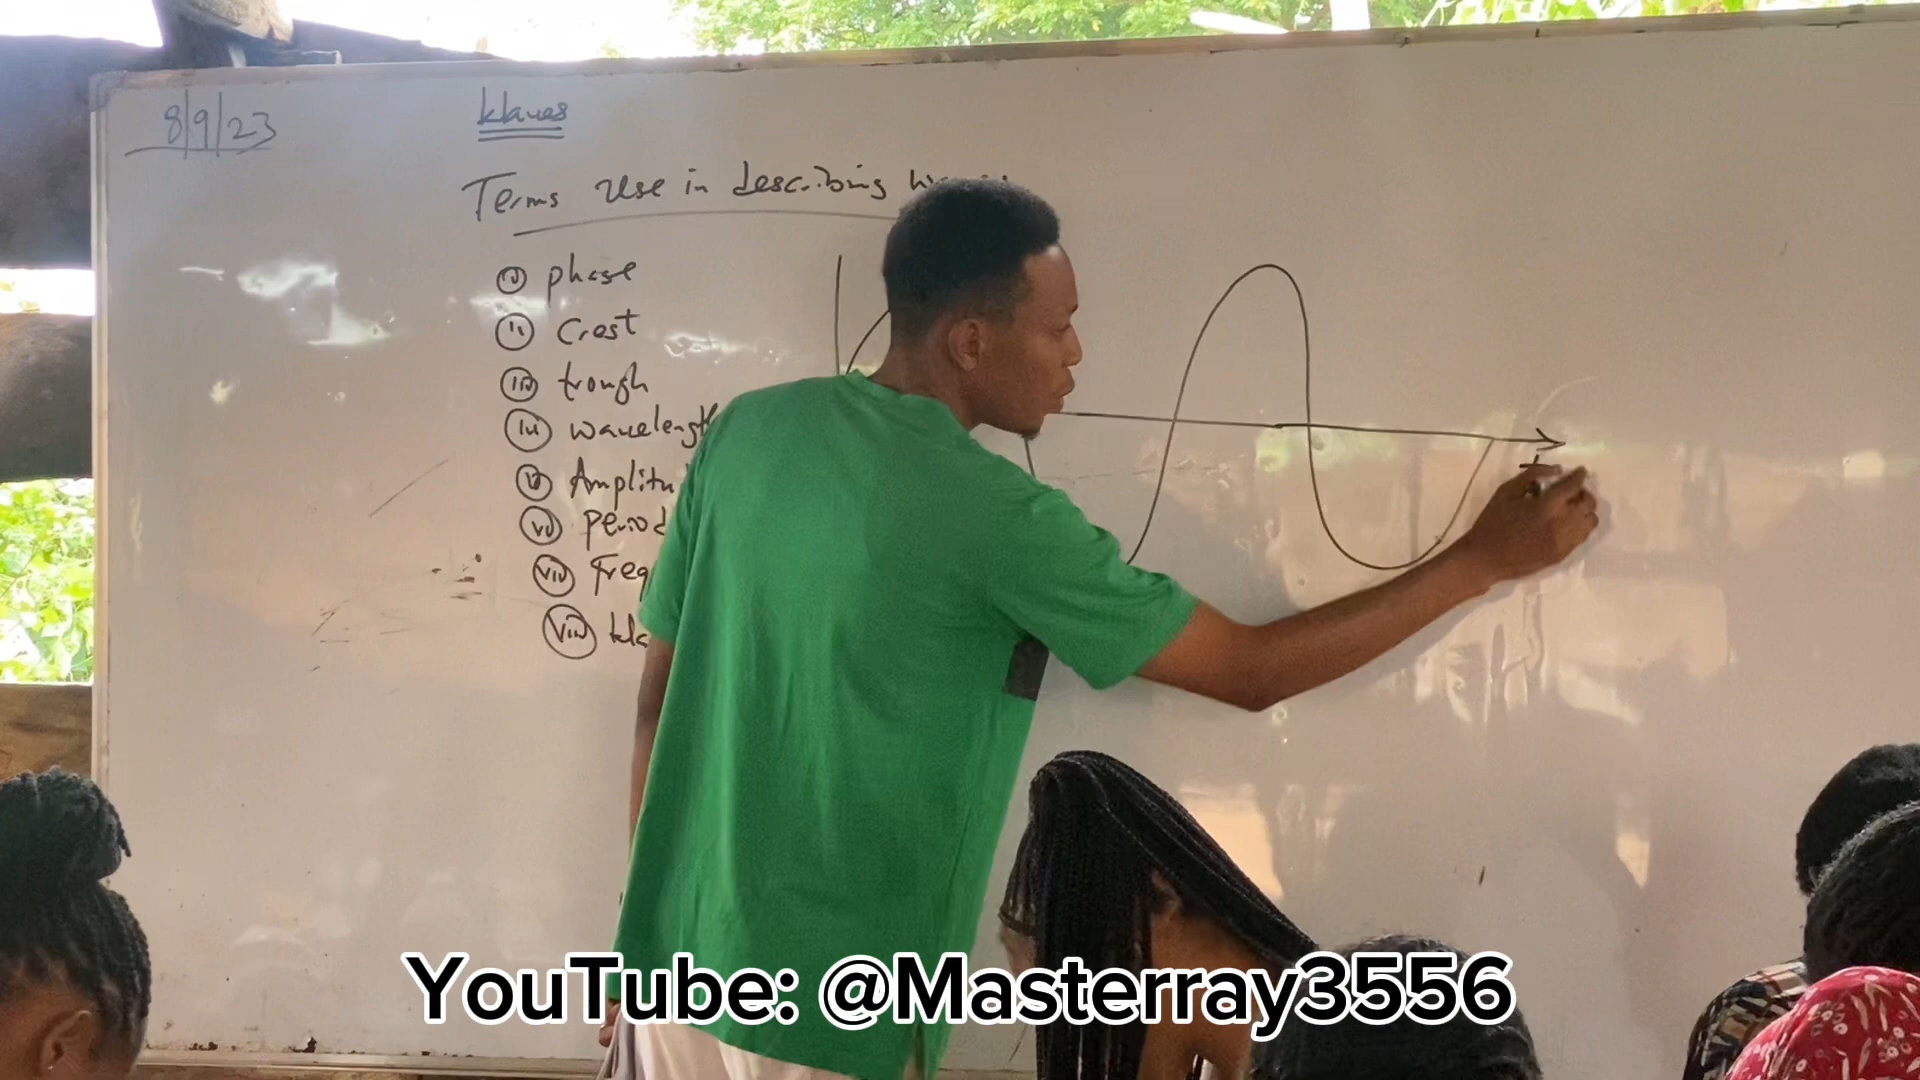 8/9/23
Waves
Terms use in describing
(i) phase
(ii) Crest
(iii) trough
(iv) wavelength
(v) Amplitu
(vi) period
(vii) Freq
(viii) Wa
t
YouTube: @Masterray3556